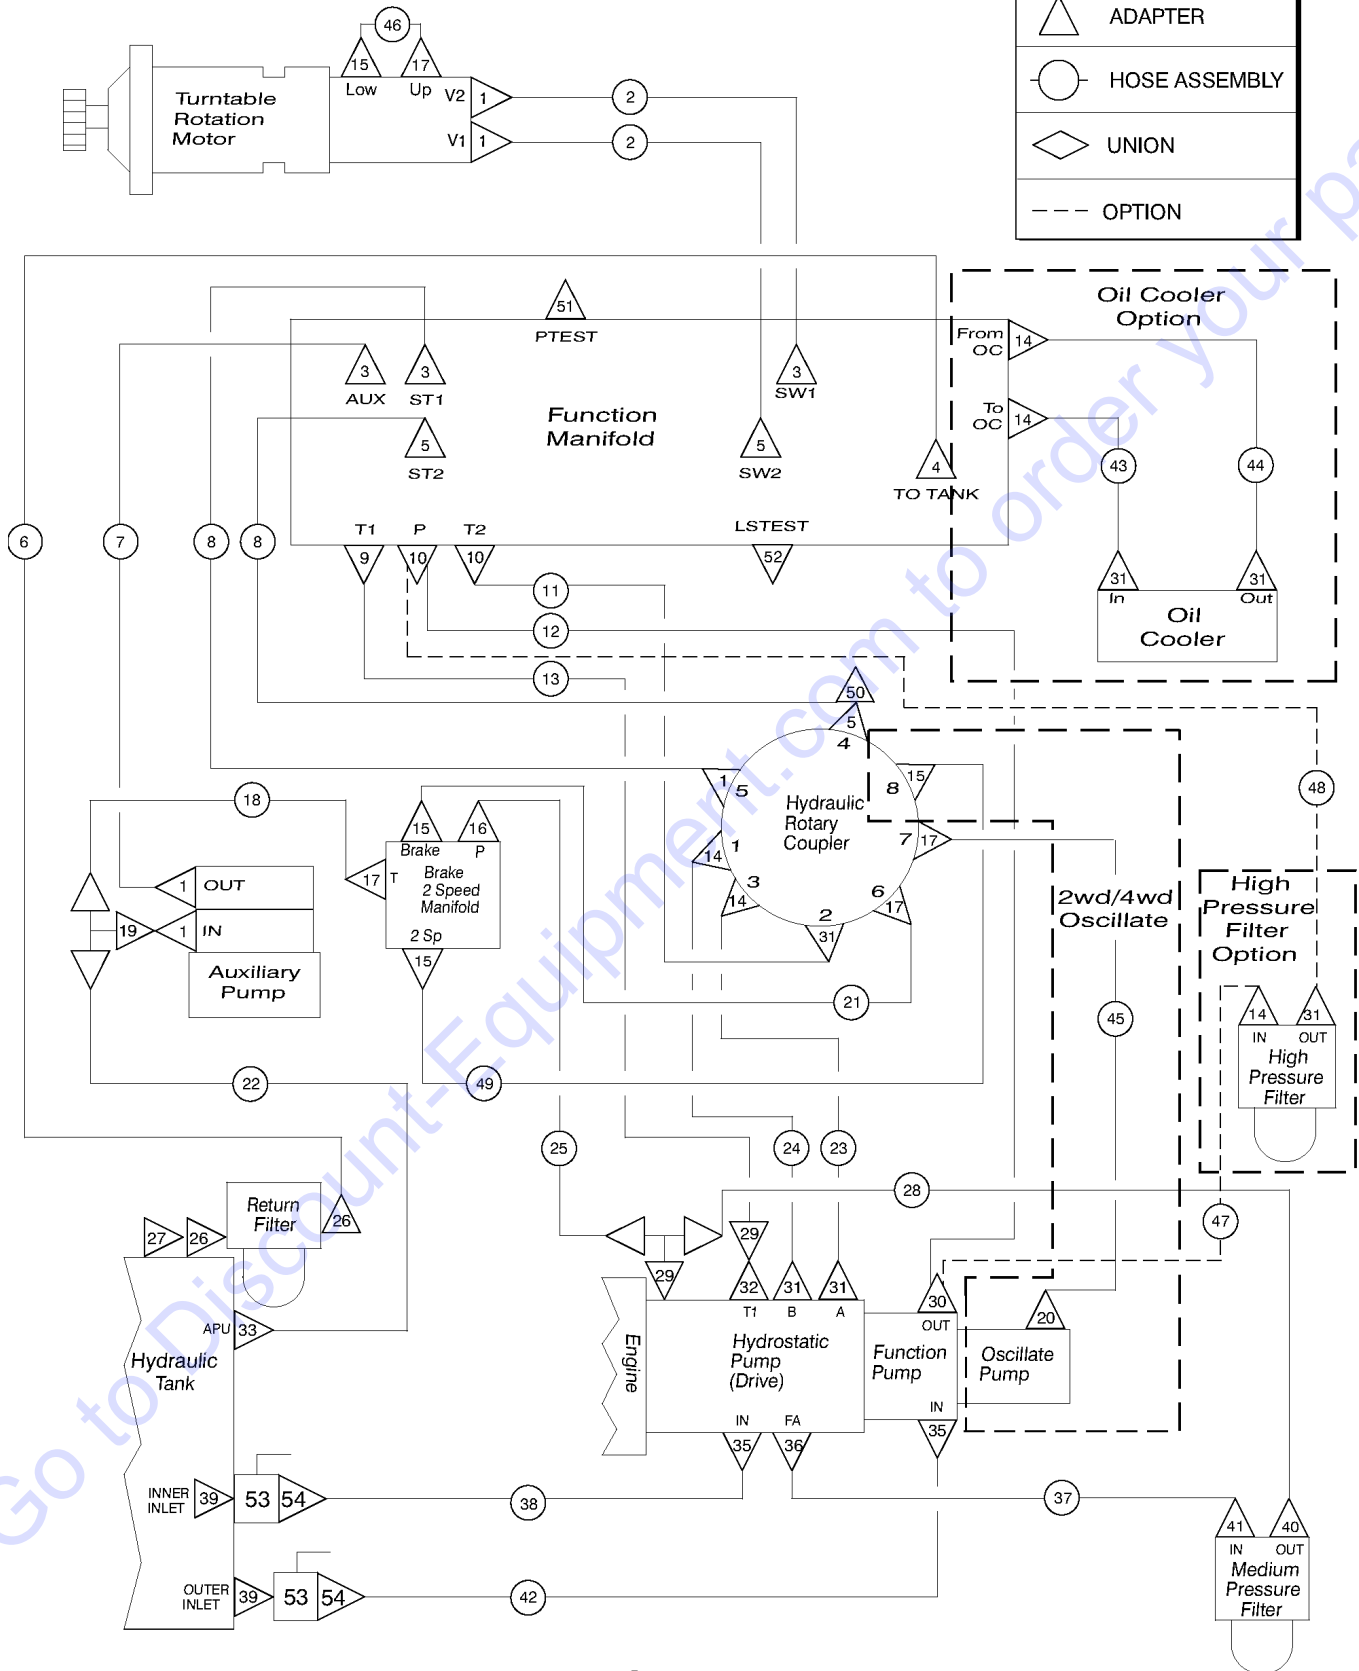 ADAPTER
HOSE ASSEMBLY
UNION
OPTION
46
15
17
Low
Up
V2
1
2
V1
1
2
Turntable
Rotation
Motor
Oil Cooler
Option
51
PTEST
From
OC
14
3
AUX
3
ST1
3
SW1
Function
Manifold
To
OC
14
5
ST2
5
SW2
4
TO TANK
43
44
T1
P
T2
LSTEST
9
10
10
52
6
7
8
8
11
12
13
31
In
31
Out
Oil
Cooler
50
5
4
1
5
15
8
18
48
Hydraulic
Rotary
Coupler
15
Brake
16
P
1
14
7
17
17
T
Brake
2 Speed
Manifold
2 Sp
15
1
OUT
19
1
IN
Auxiliary
Pump
3
14
6
17
2
31
2wd/4wd
Oscillate
High
Pressure
Filter
Option
21
45
14
31
IN
OUT
High
Pressure
Filter
22
49
25
24
23
28
47
Return
Filter
26
27
26
29
29
32
31
31
30
20
T1
B
A
OUT
APU
33
Hydraulic
Tank
Engine
Hydrostatic
Pump
(Drive)
Function
Pump
Oscillate
Pump
IN
FA
IN
35
36
35
INNER
INLET
39
53
54
38
37
41
40
IN
OUT
Medium
Pressure
Filter
OUTER
INLET
39
53
54
42
Go to Discount-Equipment.com to order your pa